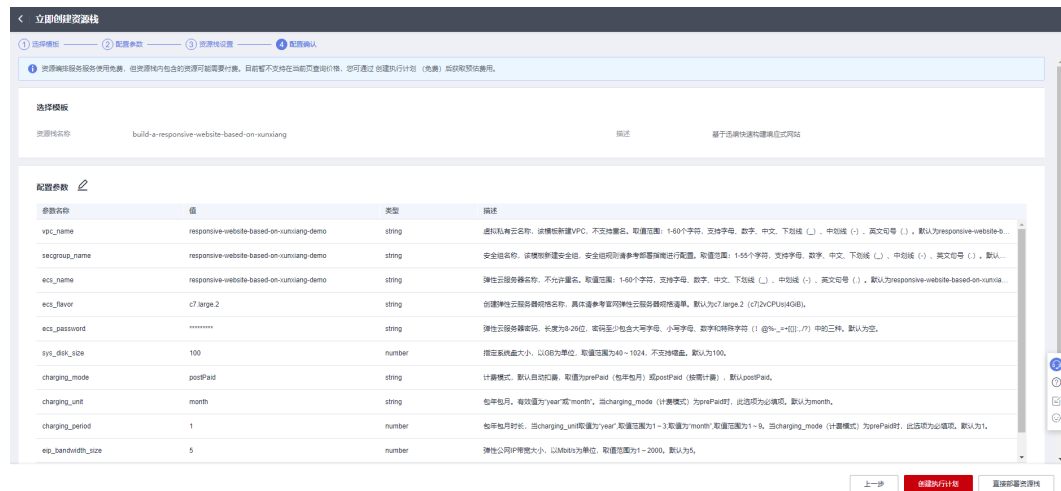 立即创建资源栈
1 选择模板 2 配置参数 3 资源栈设置 4 配置确认
资源编排服务服务使用免费，但资源栈内包含的资源可能需要付费。目前暂不支持在当前页查询价格，您可通过 创建执行计划 （免费）后获取预估费用。
选择模板
资源栈名称 build-a-responsive-website-based-on-xunxiang 描述 基于迅响快速构建响应式网站
配置参数
参数名称 值 类型 描述
vpc_name responsive-website-based-on-xunxiang-demo string 虚拟私有云名称，该模板新建VPC，不支持重名。取值范围：1-60个字符，支持字母、数字、中文、下划线（_）、中划线（-）、英文句号（.）。默认为responsive-website-b...
secgroup_name responsive-website-based-on-xunxiang-demo string 安全组名称，该模板新建安全组，安全组规则请参考部署指南进行配置。取值范围：1-55个字符，支持字母、数字、中文、下划线（_）、中划线（-）、英文句号（.）。默认...
ecs_name responsive-website-based-on-xunxiang-demo string 弹性云服务器名称，不允许重名。取值范围：1-60个字符，支持字母、数字、中文、下划线（_）、中划线（-）、英文句号（.）。默认为responsive-website-based-on-xunxia...
ecs_flavor c7.large.2 string 创建弹性云服务器规格名称，具体请参考官网弹性云服务器规格清单。默认为c7.large.2（c7|2vCPUs|4GiB）。
ecs_password ********* string 弹性云服务器密码，长度为8-26位，密码至少包含大写字母、小写字母、数字和特殊字符（！@%-_=+[{}]:,./?）中的三种。默认为空。
sys_disk_size 100 number 指定系统盘大小，以GB为单位，取值范围为40～1024，不支持缩盘。默认为100。
charging_mode postPaid string 计费模式，默认自动扣费，取值为prePaid（包年包月）或postPaid（按需计费），默认postPaid。
charging_unit month string 包年包月。有效值为“year”或“month”。当charging_mode（计费模式）为prePaid时，此选项为必填项。默认为month。
charging_period 1 number 包年包月时长，当charging_unit取值为“year”,取值范围为1～3;取值为“month”,取值范围为1～9。当charging_mode（计费模式）为prePaid时，此选项为必填项。默认为1。
eip_bandwidth_size 5 number 弹性公网IP带宽大小，以Mbit/s为单位，取值范围为1～2000。默认为5。
上一步 创建执行计划 直接部署资源栈